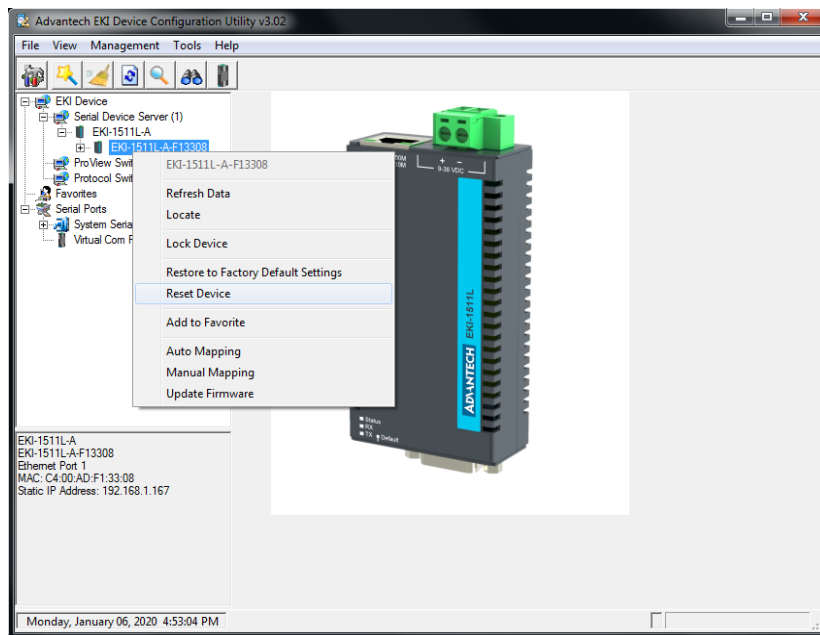 Advantech EKI Device Configuration Utility v3.02
File View Management Tools Help
EKI Device
Serial Device Server (1)
EKI-1511L-A
EKI-1511L-A-F13308
ProView Swit
Protocol Swit
Favorites
Serial Ports
System Seria
Virtual Com P
EKI-1511L-A-F13308
Refresh Data
Locate
Lock Device
Restore to Factory Default Settings
Reset Device
Add to Favorite
Auto Mapping
Manual Mapping
Update Firmware
10M
+ -
9-36 VDC
EKI-1511L
ADVANTECH
Status
RX
TX
Default
EKI-1511L-A
EKI-1511L-A-F13308
Ethernet Port 1
MAC: C4:00:AD:F1:33:08
Static IP Address: 192.168.1.167
Monday, January 06, 2020 4:53:04 PM